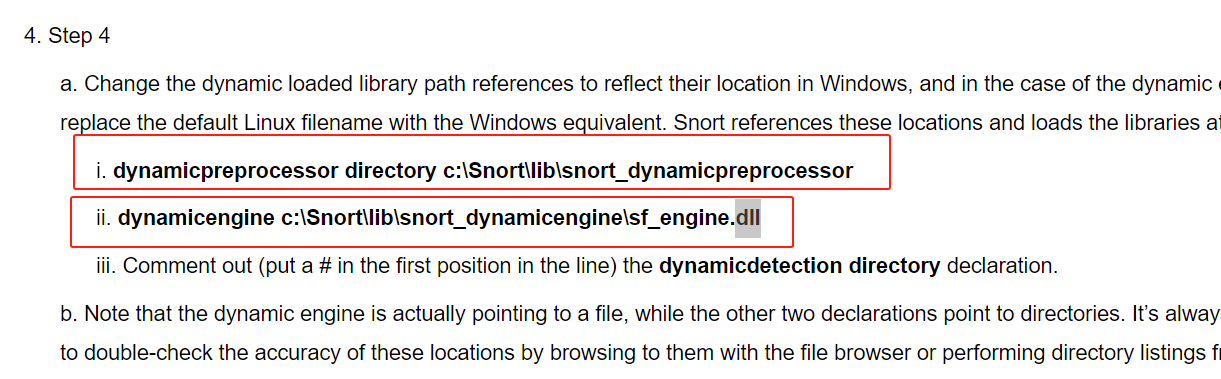 4. Step 4
a. Change the dynamic loaded library path references to reflect their location in Windows, and in the case of the dynamic
replace the default Linux filename with the Windows equivalent. Snort references these locations and loads the libraries
i. dynamicpreprocessor directory c:\Snort\lib\snort_dynamicpreprocessor
ii. dynamicengine c:\Snort\lib\snort_dynamicengine\sf_engine.dll
iii. Comment out (put a # in the first position in the line) the dynamicdetection directory declaration.
b. Note that the dynamic engine is actually pointing to a file, while the other two declarations point to directories. It’s
to double-check the accuracy of these locations by browsing to them with the file browser or performing directory listings